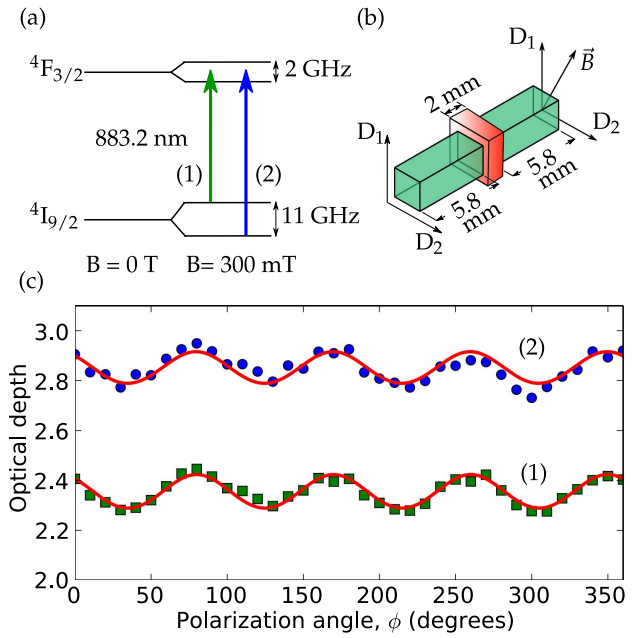 (a)
⁴F₃/₂
2 GHz
883.2 nm
(1)
(2)
⁴I₉/₂
11 GHz
B = 0 T
B= 300 mT
(b)
D₁
B⃗
2 mm
D₂
D₁
5.8
mm
5.8
mm
D₂
(c)
Optical depth
3.0
2.8
2.6
2.4
2.2
2.0
(2)
(1)
0 50 100 150 200 250 300 350
Polarization angle, ϕ (degrees)